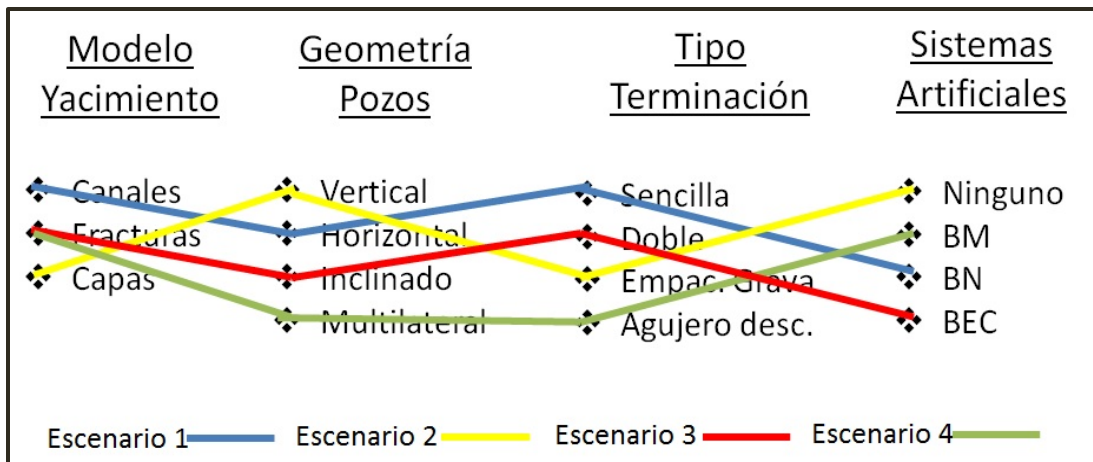 Modelo
Yacimiento
Geometría
Pozos
Tipo
Terminación
Sistemas
Artificiales
Canales
Fracturas
Capas
Vertical
Horizontal
Inclinado
Multilateral
Sencilla
Doble
Empac. Grava
Agujero desc.
Ninguno
BM
BN
BEC
Escenario 1
Escenario 2
Escenario 3
Escenario 4